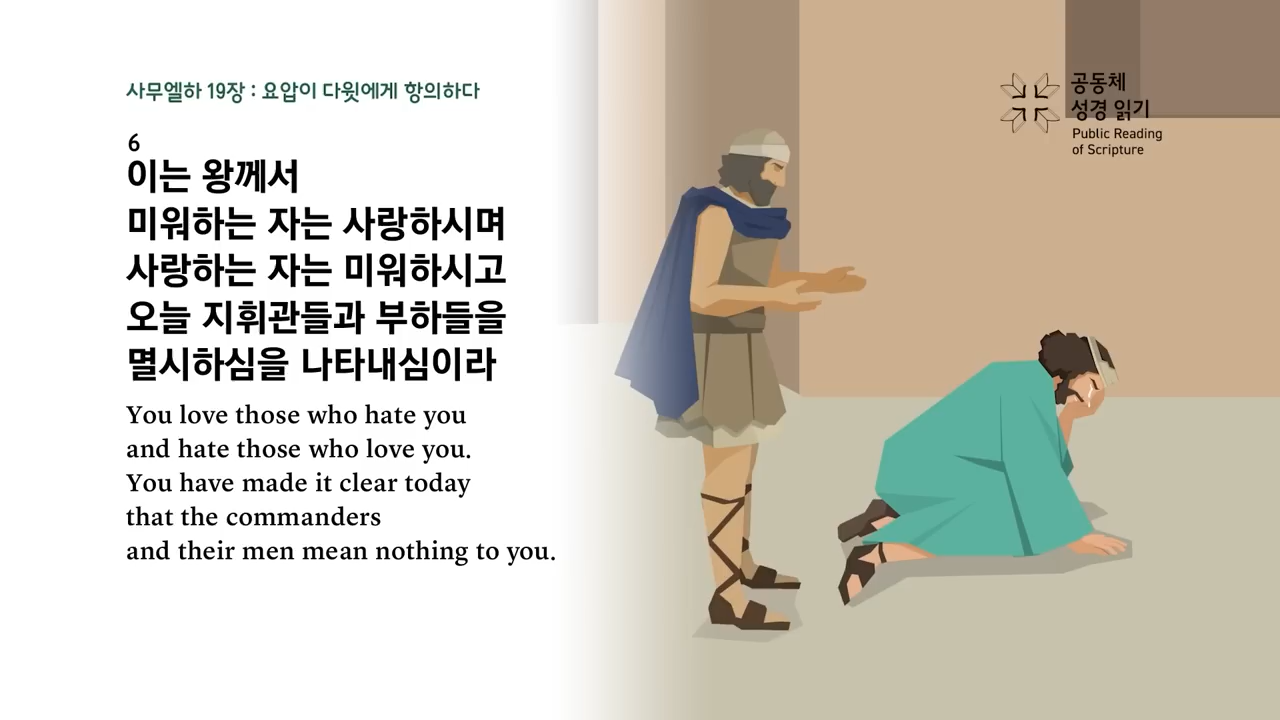 사무엘하 19장 : 요압이 다윗에게 항의하다
공동체
성경 읽기
Public Reading
of Scripture
6
이는 왕께서
미워하는 자는 사랑하시며
사랑하는 자는 미워하시고
오늘 지휘관들과 부하들을
멸시하심을 나타내심이라
You love those who hate you
and hate those who love you.
You have made it clear today
that the commanders
and their men mean nothing to you.